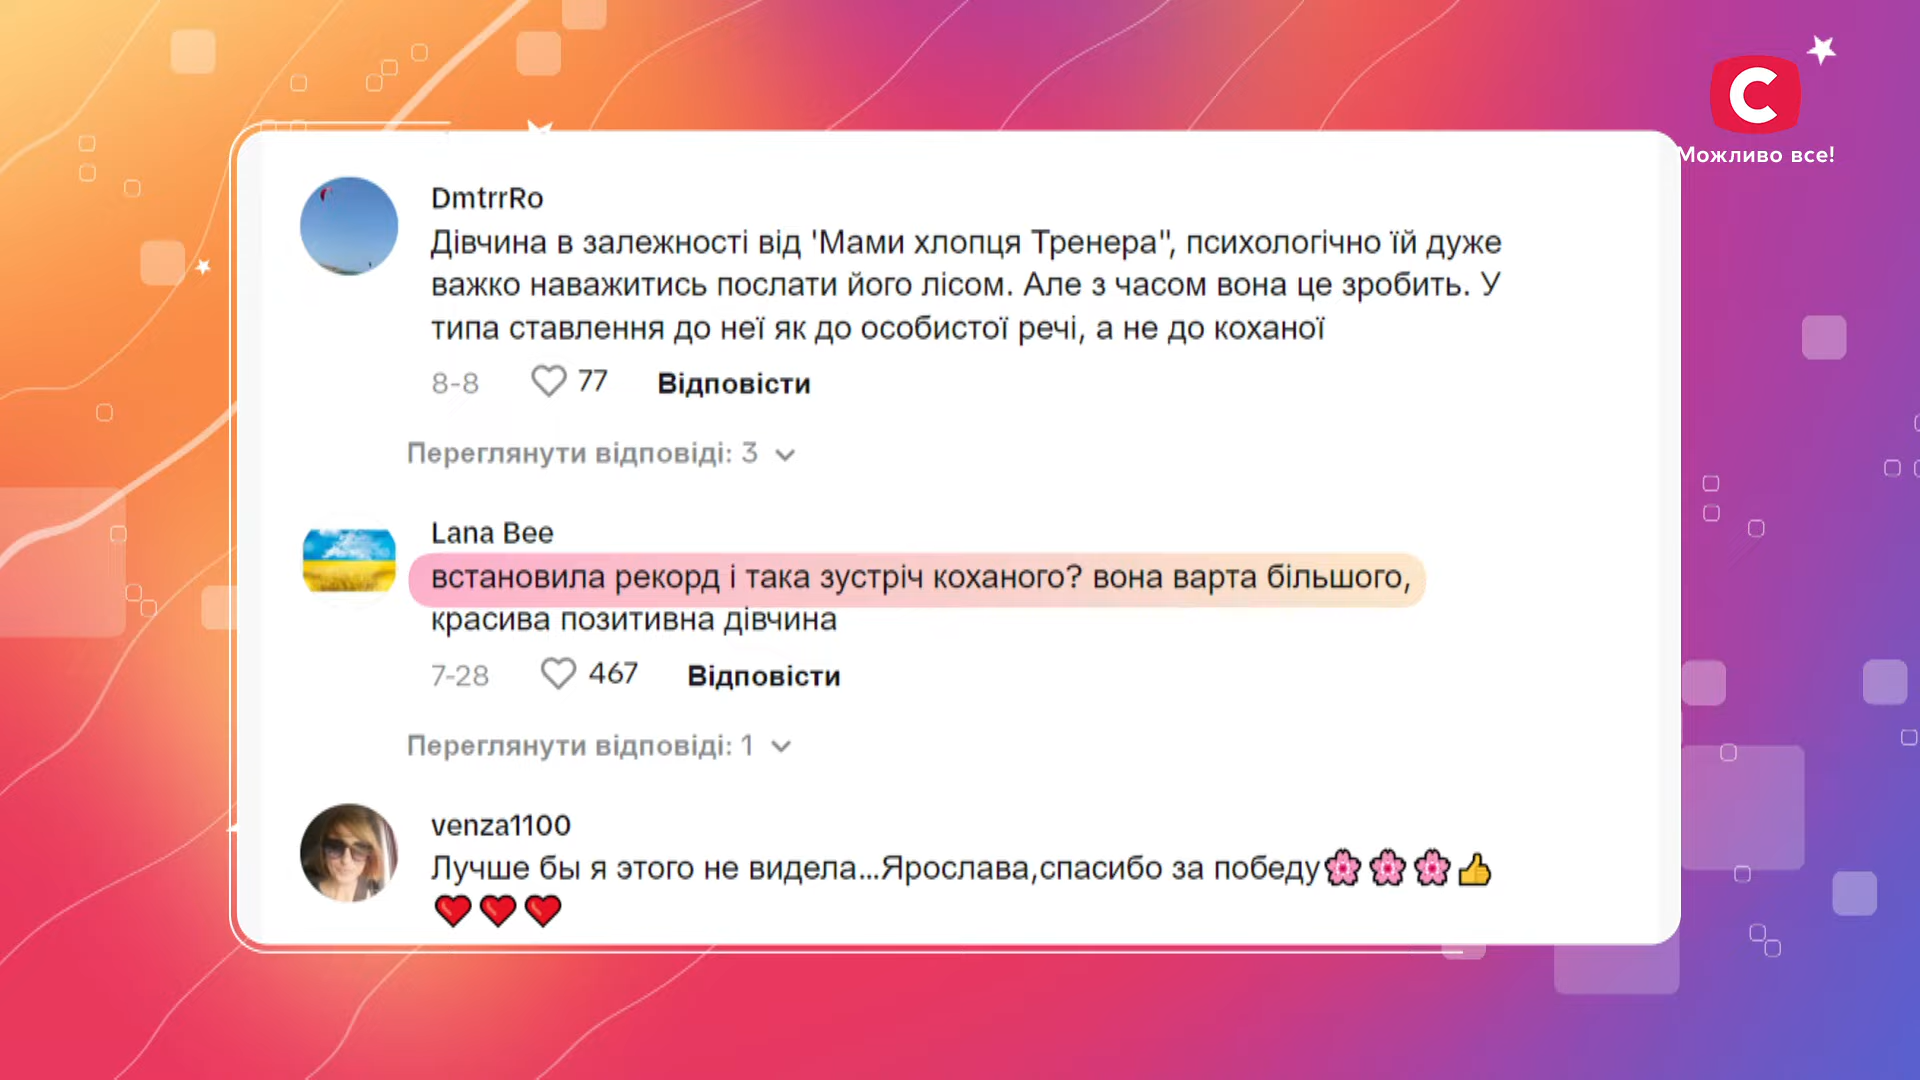 Можливо все!
DmtrrRo
Дівчина в залежності від 'Мами хлопця Тренера", психологічно їй дуже
важко наважитись послати його лісом. Але з часом вона це зробить. У
типа ставлення до неї як до особистої речі, а не до коханої
8-8 77 Відповісти
Переглянути відповіді: 3
Lana Bee
встановила рекорд і така зустріч коханого? вона варта більшого,
красива позитивна дівчина
7-28 467 Відповісти
Переглянути відповіді: 1
venza1100
Лучше бы я этого не видела...Ярослава,спасибо за победу🌸🌸🌸👍
❤️❤️❤️